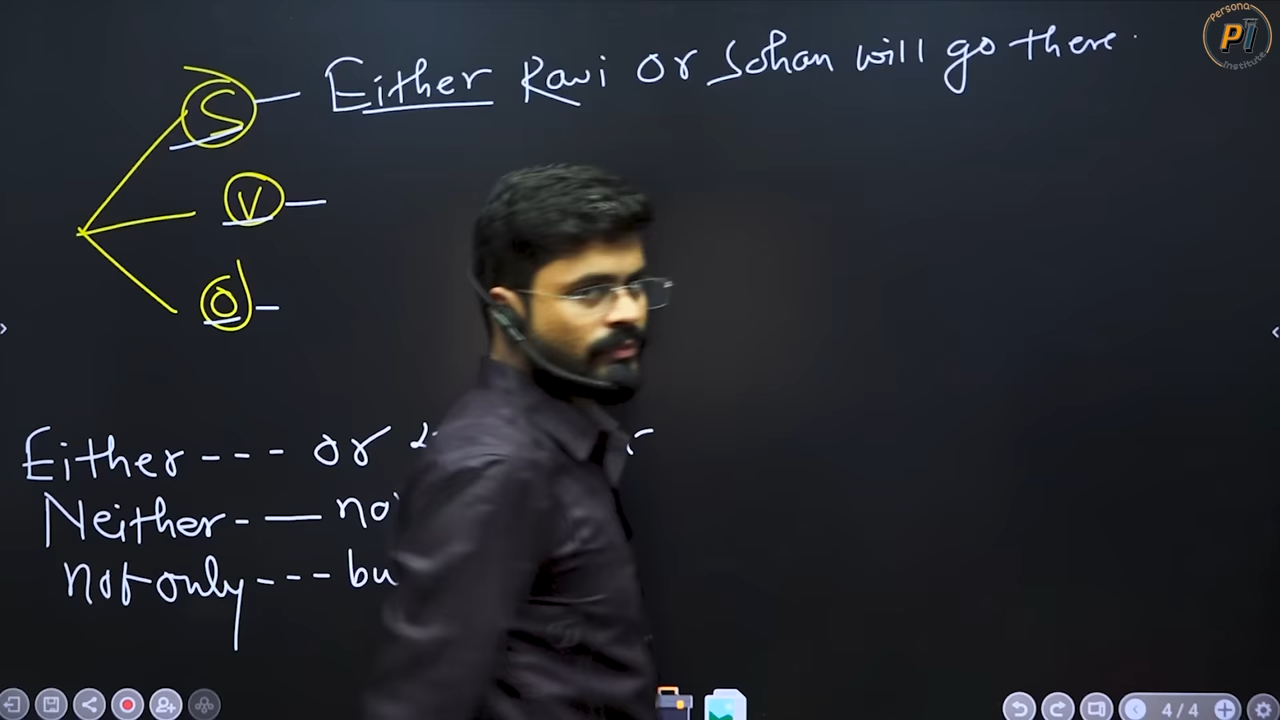 Persona
PI
Institute
S — Either Ravi or Sohan will go there.
V —
O —
Either --- or
Neither - — no
not only --- bu
4/4